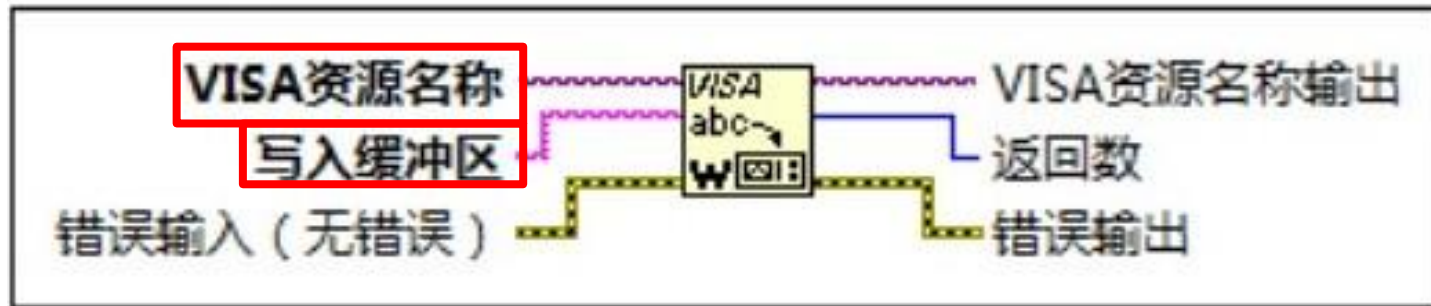 VISA资源名称 VISA VISA资源名称输出
写入缓冲区 abc 返回数
W
错误输入（无错误） 错误输出